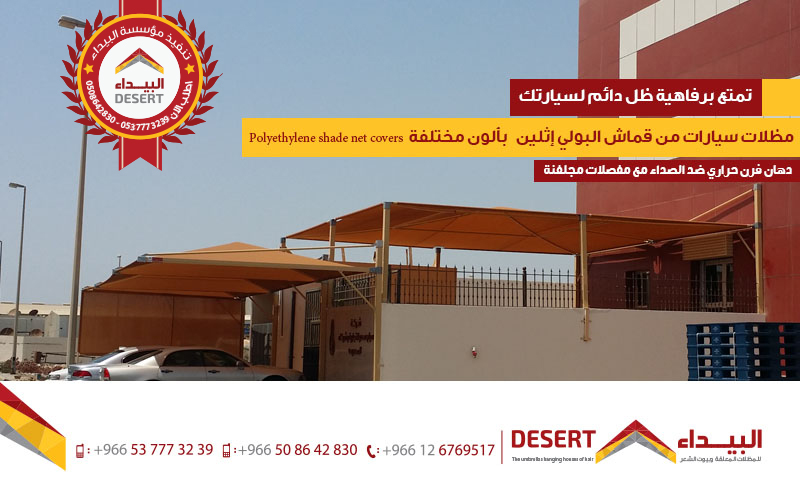 تنفيذ مؤسسة البيداء
البيداء
DESERT
اطلب الآن 0537773239 - 0508642830
تمتع برفاهية ظل دائم لسيارتك
مظلات سيارات من قماش البولي إثلين بألون مختلفة Polyethylene shade net covers
دهان فرن حراري ضد الصداء مع مفصلات مجلفنة
شركة
: +966 53 777 32 39
: +966 50 86 42 830
: +966 12 6769517
DESERT
The umbrellas hanging houses of hair
البيداء
للمظلات المعلقة وبيوت الشعر